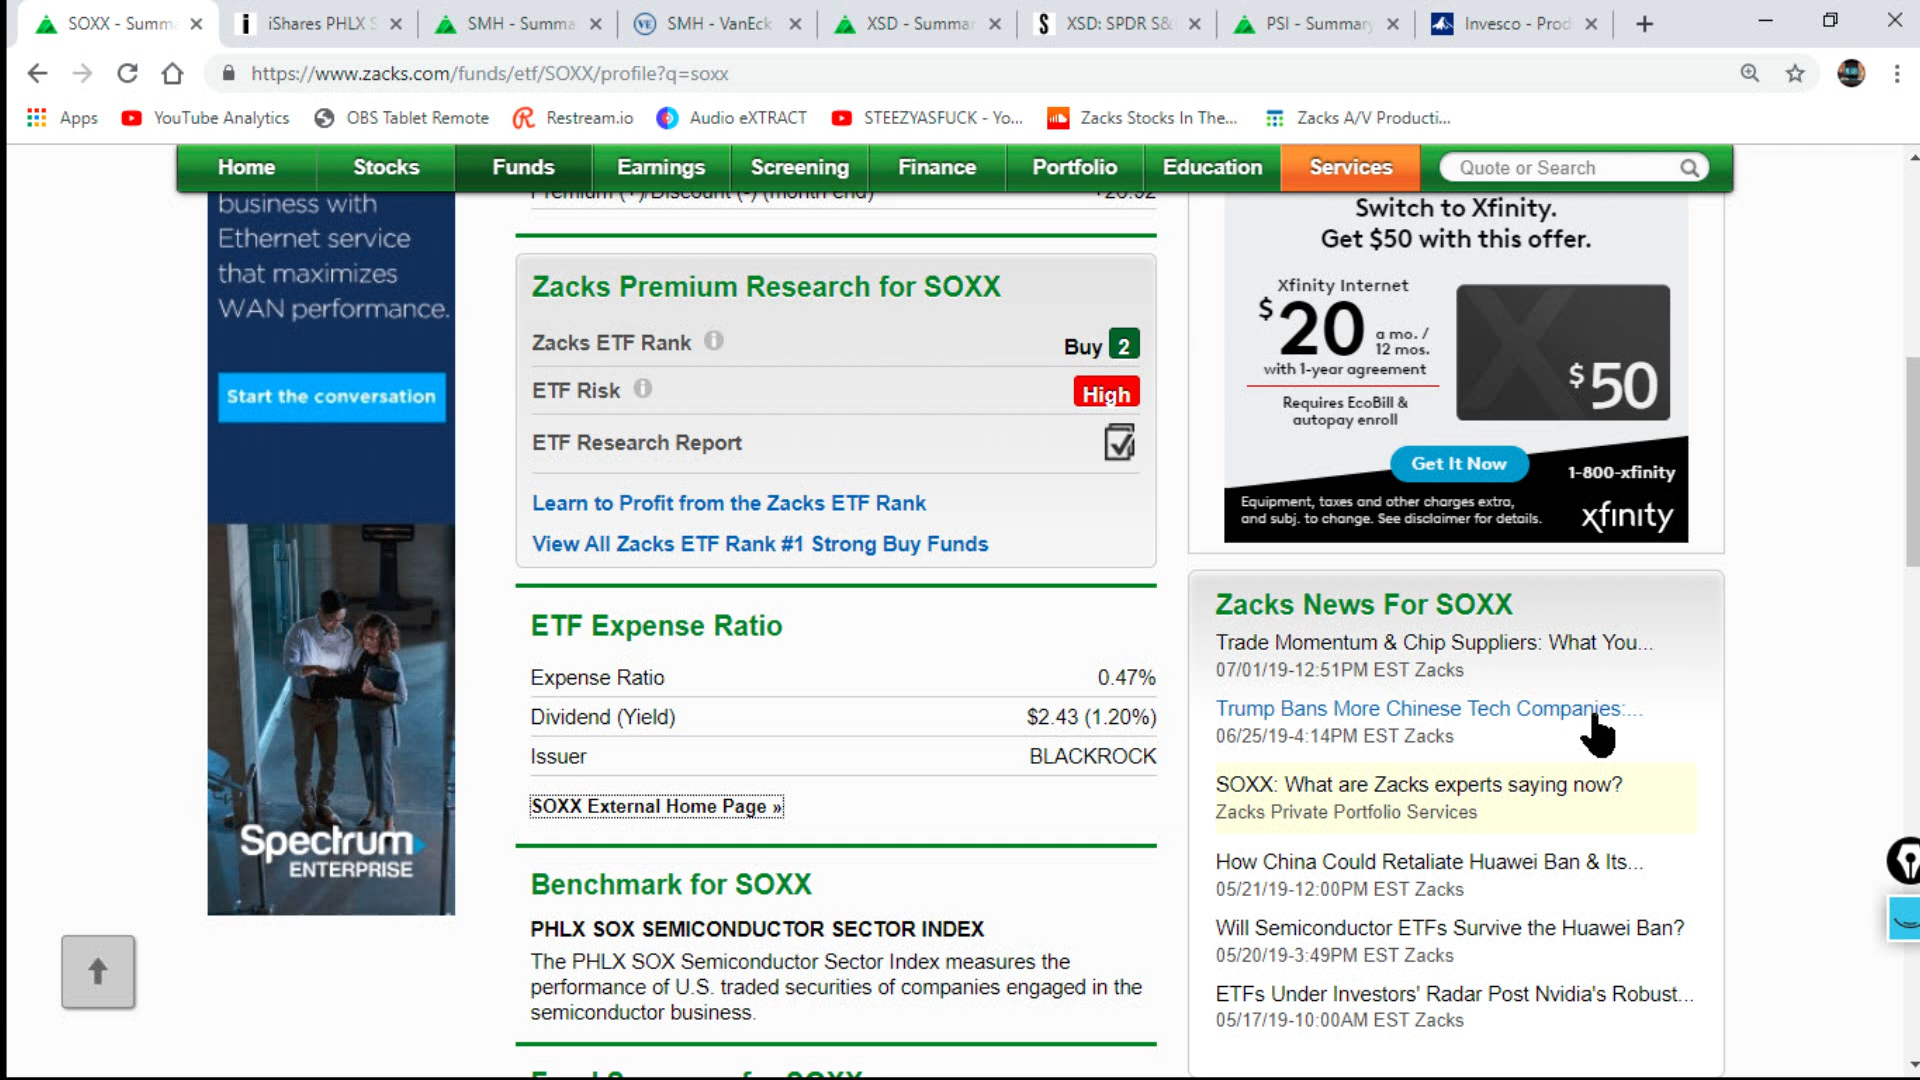 SOXX - Summa
iShares PHLX S
SMH - Summa
SMH - VanEck
XSD - Summar
XSD: SPDR S&
PSI - Summary
Invesco - Prod
https://www.zacks.com/funds/etf/SOXX/profile?q=soxx
Apps
YouTube Analytics
OBS Tablet Remote
Restream.io
Audio eXTRACT
STEEZYASFUCK - Yo...
Zacks Stocks In The...
Zacks A/V Producti...
Home
Stocks
Funds
Earnings
Screening
Finance
Portfolio
Education
Services
Quote or Search
business with
Ethernet service
that maximizes
WAN performance.
Start the conversation
Spectrum
ENTERPRISE
Premium (+)/Discount (-) (month end)
Zacks Premium Research for SOXX
Zacks ETF Rank
Buy 2
ETF Risk
High
ETF Research Report
Learn to Profit from the Zacks ETF Rank
View All Zacks ETF Rank #1 Strong Buy Funds
ETF Expense Ratio
Expense Ratio 0.47%
Dividend (Yield) $2.43 (1.20%)
Issuer BLACKROCK
SOXX External Home Page »
Benchmark for SOXX
PHLX SOX SEMICONDUCTOR SECTOR INDEX
The PHLX SOX Semiconductor Sector Index measures the
performance of U.S. traded securities of companies engaged in the
semiconductor business.
Switch to Xfinity.
Get $50 with this offer.
Xfinity Internet
$20 a mo. /
12 mos.
with 1-year agreement
Requires EcoBill &
autopay enroll
$50
Get It Now
1-800-xfinity
Equipment, taxes and other charges extra,
and subj. to change. See disclaimer for details.
xfinity
Zacks News For SOXX
Trade Momentum & Chip Suppliers: What You...
07/01/19-12:51PM EST Zacks
Trump Bans More Chinese Tech Companies:...
06/25/19-4:14PM EST Zacks
SOXX: What are Zacks experts saying now?
Zacks Private Portfolio Services
How China Could Retaliate Huawei Ban & Its...
05/21/19-12:00PM EST Zacks
Will Semiconductor ETFs Survive the Huawei Ban?
05/20/19-3:49PM EST Zacks
ETFs Under Investors' Radar Post Nvidia's Robust...
05/17/19-10:00AM EST Zacks